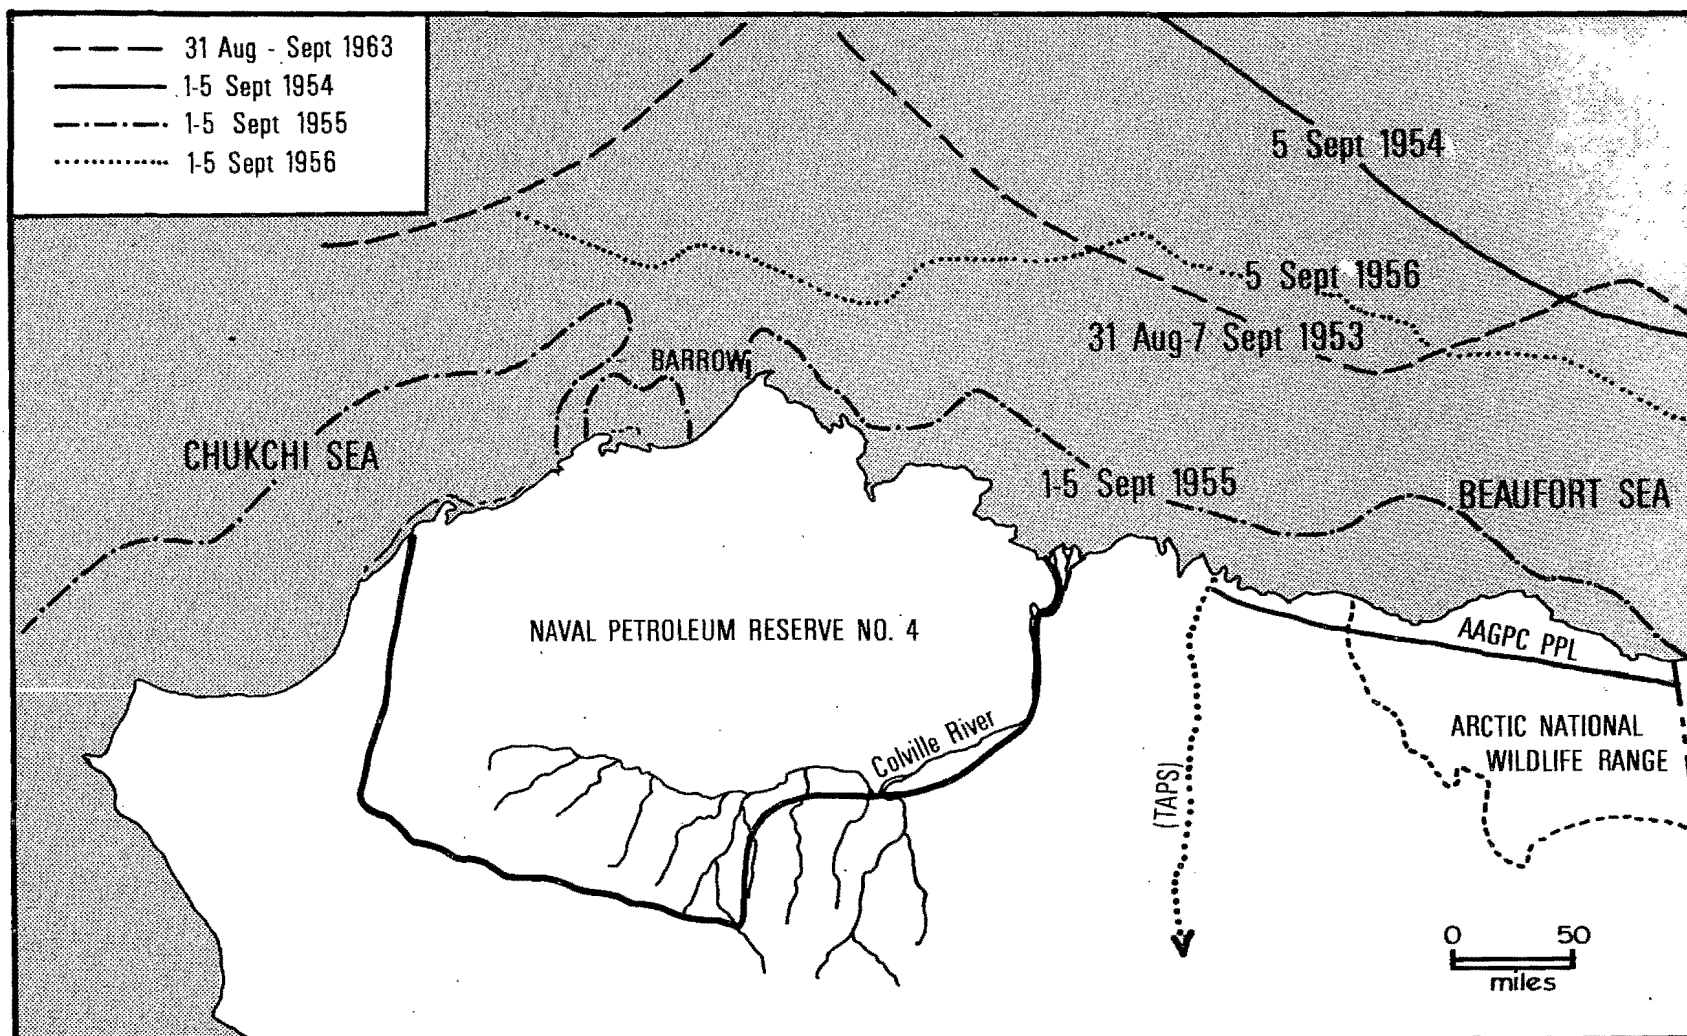 31 Aug - Sept 1963
1-5 Sept 1954
1-5 Sept 1955
1-5 Sept 1956
5 Sept 1954
5 Sept 1956
31 Aug-7 Sept 1953
BARROW
CHUKCHI SEA
1-5 Sept 1955
BEAUFORT SEA
NAVAL PETROLEUM RESERVE NO. 4
AAGPC PPL
Colville River
ARCTIC NATIONAL
WILDLIFE RANGE
(TAPS)
0 50
miles